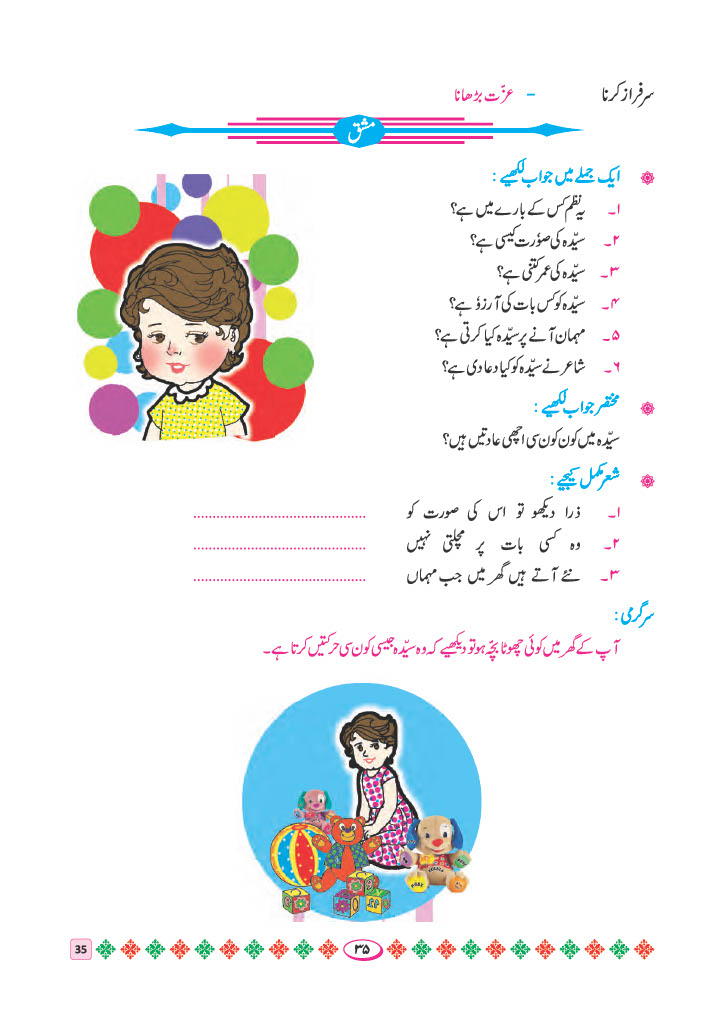 سرفراز کرنا - عزّت بڑھانا
مشق
ایک جملے میں جواب لکھیے :
۱۔ یہ نظم کس کے بارے میں ہے؟
۲۔ سیّدہ کی صوٗرت کیسی ہے؟
۳۔ سیّدہ کی عمر کتنی ہے؟
۴۔ سیّدہ کو کس بات کی آرزوٗ ہے؟
۵۔ مہمان آنے پر سیّدہ کیا کرتی ہے؟
۶۔ شاعر نے سیّدہ کو کیا دعا دی ہے؟
مختصر جواب لکھیے :
سیّدہ میں کون کون سی اچھی عادتیں ہیں؟
شعر مکمل کیجیے :
۱۔ ذرا دیکھو تو اس کی صورت کو ............................................
۲۔ وہ کسی بات پر مچلتی نہیں ............................................
۳۔ نئے آتے ہیں گھر میں جب مہماں ............................................
سرگرمی :
آپ کے گھر میں کوئی چھوٹا بچّہ ہو تو دیکھیے کہ وہ سیّدہ جیسی کون سی حرکتیں کرتا ہے۔
35 ۳۵